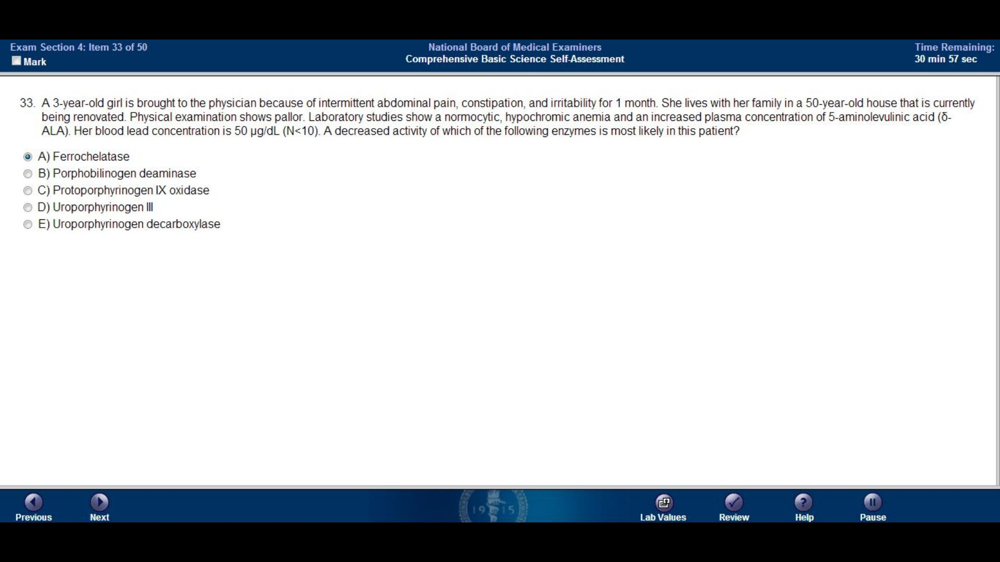 Exam Section 4: Item 33 of 50
National Board of Medical Examiners
Time Remaining:
Mark
Comprehensive Basic Science Self-Assessment
30 min 57 sec
33. A 3-year-old girl is brought to the physician because of intermittent abdominal pain, constipation, and irritability for 1 month. She lives with her family in a 50-year-old house that is currently
being renovated. Physical examination shows pallor. Laboratory studies show a normocytic, hypochromic anemia and an increased plasma concentration of 5-aminolevulinic acid (δ-
ALA). Her blood lead concentration is 50 µg/dL (N<10). A decreased activity of which of the following enzymes is most likely in this patient?
A) Ferrochelatase
B) Porphobilinogen deaminase
C) Protoporphyrinogen IX oxidase
D) Uroporphyrinogen III
E) Uroporphyrinogen decarboxylase
1915
Previous
Next
Lab Values
Review
Help
Pause